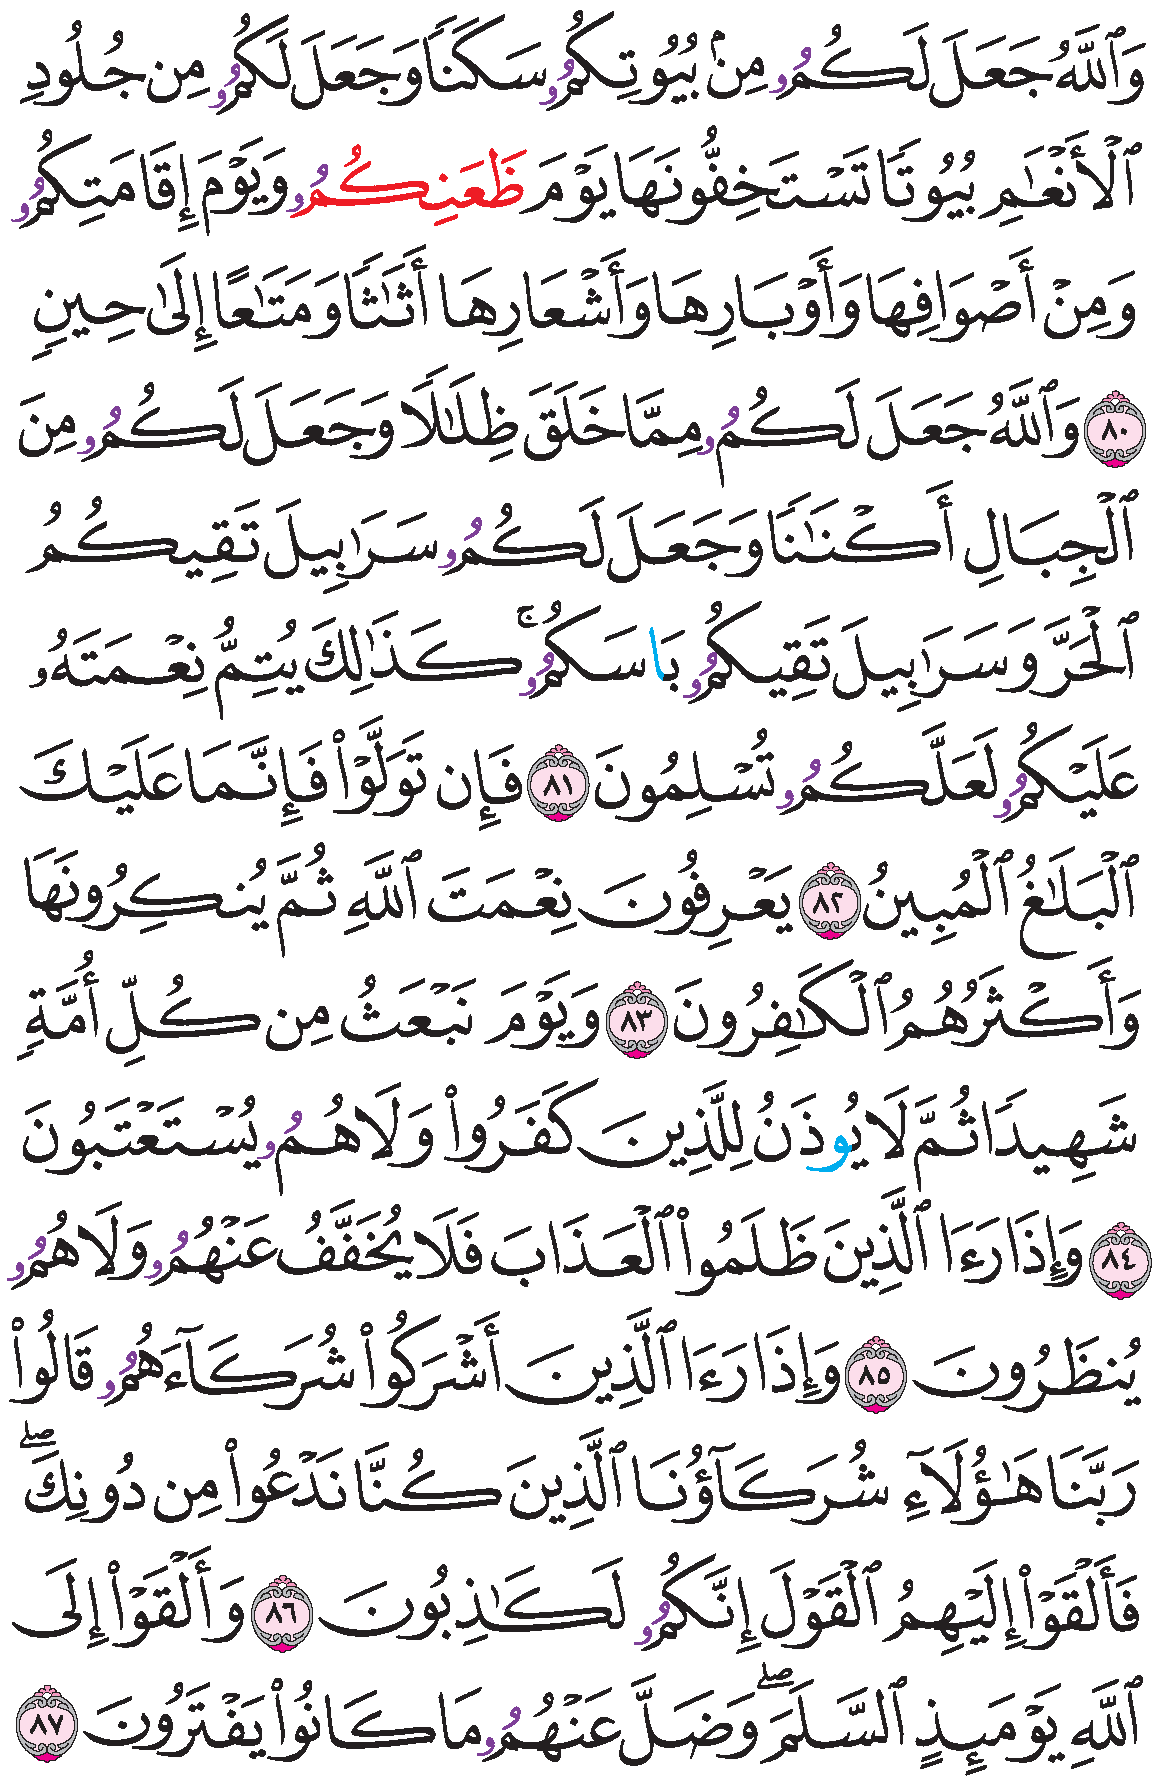 وَٱللَّهُ جَعَلَ لَكُمُۥ مِنۢ بُيُوتِكُمُۥ سَكَنٗا وَجَعَلَ لَكُمُۥ مِن جُلُودِ
ٱلۡأَنۡعَٰمِ بُيُوتٗا تَسۡتَخِفُّونَهَا يَوۡمَ ظَعَنِكُمُۥ وَيَوۡمَ إِقَامَتِكُمُۥ
وَمِنۡ أَصۡوَافِهَا وَأَوۡبَارِهَا وَأَشۡعَارِهَا أَثَٰثٗا وَمَتَٰعًا إِلَىٰ حِينٖ
٨٠ وَٱللَّهُ جَعَلَ لَكُمُۥ مِمَّا خَلَقَ ظِلَٰلٗا وَجَعَلَ لَكُمُۥ مِنَ
ٱلۡجِبَالِ أَكۡنَٰنٗا وَجَعَلَ لَكُمُۥ سَرَٰبِيلَ تَقِيكُمُ
ٱلۡحَرَّ وَسَرَٰبِيلَ تَقِيكُمُۥ بَاسَكُمُۥۚ كَذَٰلِكَ يُتِمُّ نِعۡمَتَهُۥ
عَلَيۡكُمُۥ لَعَلَّكُمُۥ تُسۡلِمُونَ ٨١ فَإِن تَوَلَّوۡاْ فَإِنَّمَا عَلَيۡكَ
ٱلۡبَلَٰغُ ٱلۡمُبِينُ ٨٢ يَعۡرِفُونَ نِعۡمَتَ ٱللَّهِ ثُمَّ يُنكِرُونَهَا
وَأَكۡثَرُهُمُ ٱلۡكَٰفِرُونَ ٨٣ وَيَوۡمَ نَبۡعَثُ مِن كُلِّ أُمَّةٖ
شَهِيدٗا ثُمَّ لَا يُوذَنُ لِلَّذِينَ كَفَرُواْ وَلَا هُمُۥ يُسۡتَعۡتَبُونَ
٨٤ وَإِذَا رَءَا ٱلَّذِينَ ظَلَمُواْ ٱلۡعَذَابَ فَلَا يُخَفَّفُ عَنۡهُمُۥ وَلَا هُمُۥ
يُنظَرُونَ ٨٥ وَإِذَا رَءَا ٱلَّذِينَ أَشۡرَكُواْ شُرَكَآءَهُمُۥ قَالُواْ
رَبَّنَا هَٰٓؤُلَآءِ شُرَكَآؤُنَا ٱلَّذِينَ كُنَّا نَدۡعُواْ مِن دُونِكَۖ
فَأَلۡقَوۡاْ إِلَيۡهِمُ ٱلۡقَوۡلَ إِنَّكُمُۥ لَكَٰذِبُونَ ٨٦ وَأَلۡقَوۡاْ إِلَى
ٱللَّهِ يَوۡمَئِذٍ ٱلسَّلَمَۖ وَضَلَّ عَنۡهُمُۥ مَا كَانُواْ يَفۡتَرُونَ ٨٧